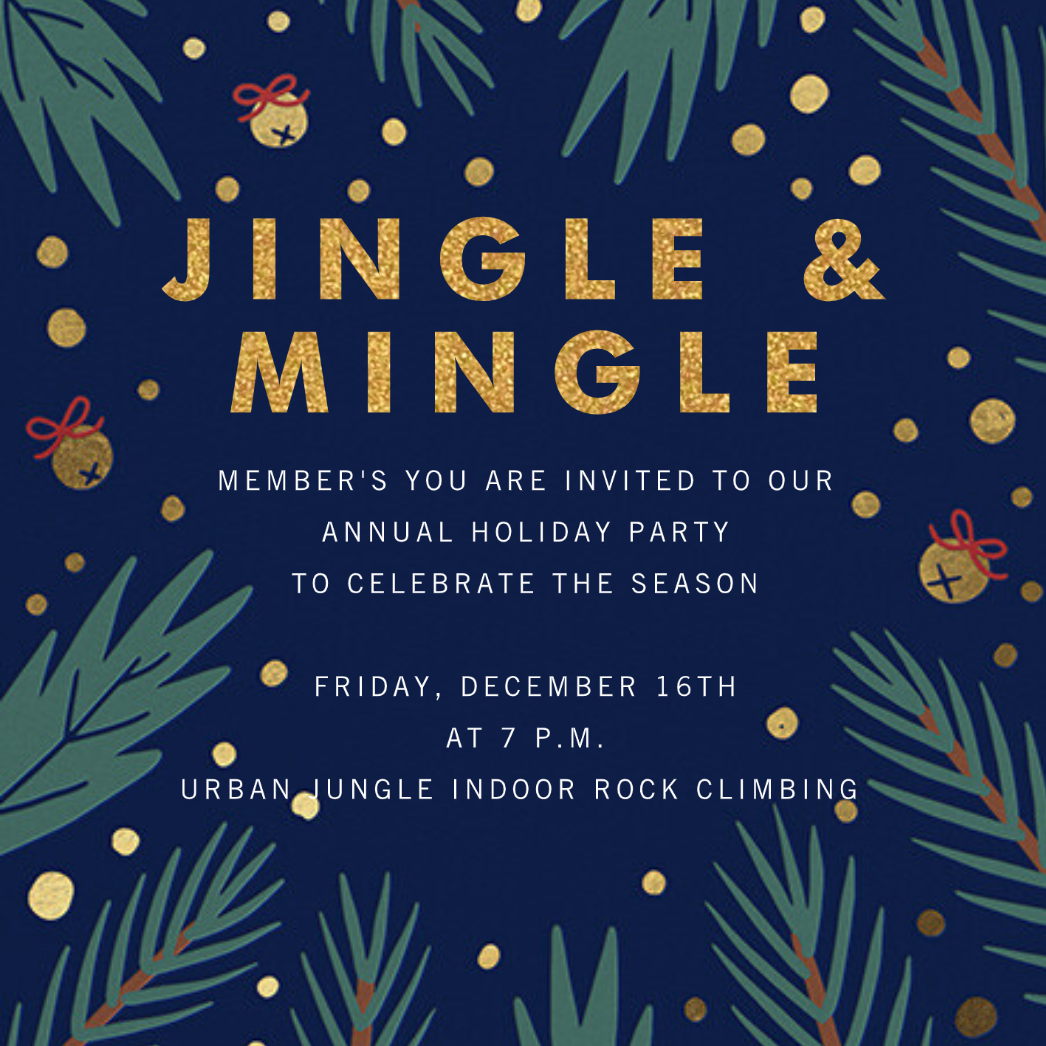 JINGLE &
MINGLE
MEMBER'S YOU ARE INVITED TO OUR
ANNUAL HOLIDAY PARTY
TO CELEBRATE THE SEASON
FRIDAY, DECEMBER 16TH
AT 7 P.M.
URBAN JUNGLE INDOOR ROCK CLIMBING